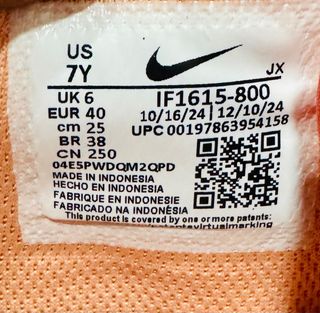 US
7Y
JX
UK 6
EUR 40
cm 25
BR 38
CN 250
IF1615-800
10/16/24 12/10/24
UPC 00197863954158
04E5PWDQM2QPD
MADE IN INDONESIA
HECHO EN INDONESIA
FABRIQUE EN INDONESIE
FABRICADO NA INDONESIA
This product is covered by one or more patents:
virtualmarking